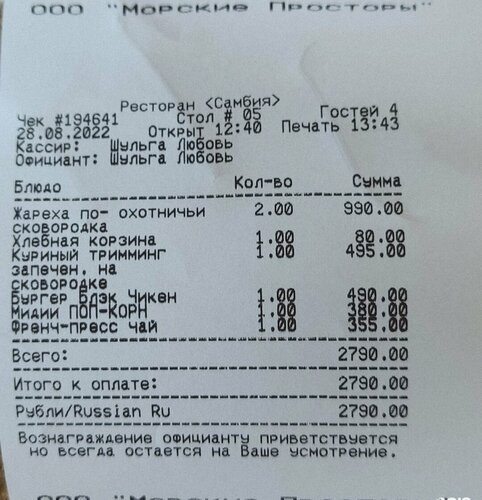 ООО "Морские Просторы"
Ресторан <Самбия>
Чек #194641 Стол # 05 Гостей 4
28.08.2022 Открыт 12:40 Печать 13:43
Кассир: Шульга Любовь
Официант: Шульга Любовь
Блюдо Кол-во Сумма
Жареха по- охотничьи 2.00 990.00
сковородка
Хлебная корзина 1.00 80.00
Куриный тримминг 1.00 495.00
запечен. на
сковородке
Бургер Блэк Чикен 1.00 490.00
Мидии ПОП-КОРН 1.00 380.00
Френч-пресс чай 1.00 355.00
Всего: 2790.00
Итого к оплате: 2790.00
Рубли/Russian Ru 2790.00
Вознаграждение официанту приветствуется
но всегда остается на Ваше усмотрение.
ООО "Морские